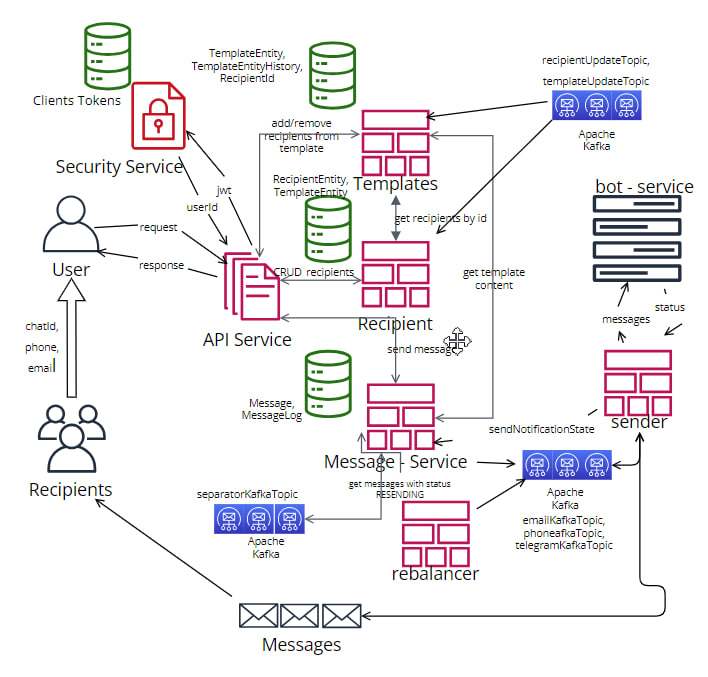 Clients Tokens
TemplateEntity,
TemplateEntityHistory,
RecipientId
recipientUpdateTopic,
templateUpdateTopic
Apache
Kafka
add/remove
recipients from
template
Security Service
jwt
userId
RecipientEntity,
TemplateEntity
Templates
bot - service
request
response
User
get recipients by id
CRUD recipients
get template
content
API Service
Recipient
send message
messages
status
chatId,
phone,
email
Message,
MessageLog
sender
sendNotificationState
Message - Service
get messages with status
RESENDING
Recipients
separatorKafkaTopic
Apache
Kafka
Apache
Kafka
emailKafkaTopic,
phoneafkaTopic,
telegramKafkaTopic
rebalancer
Messages